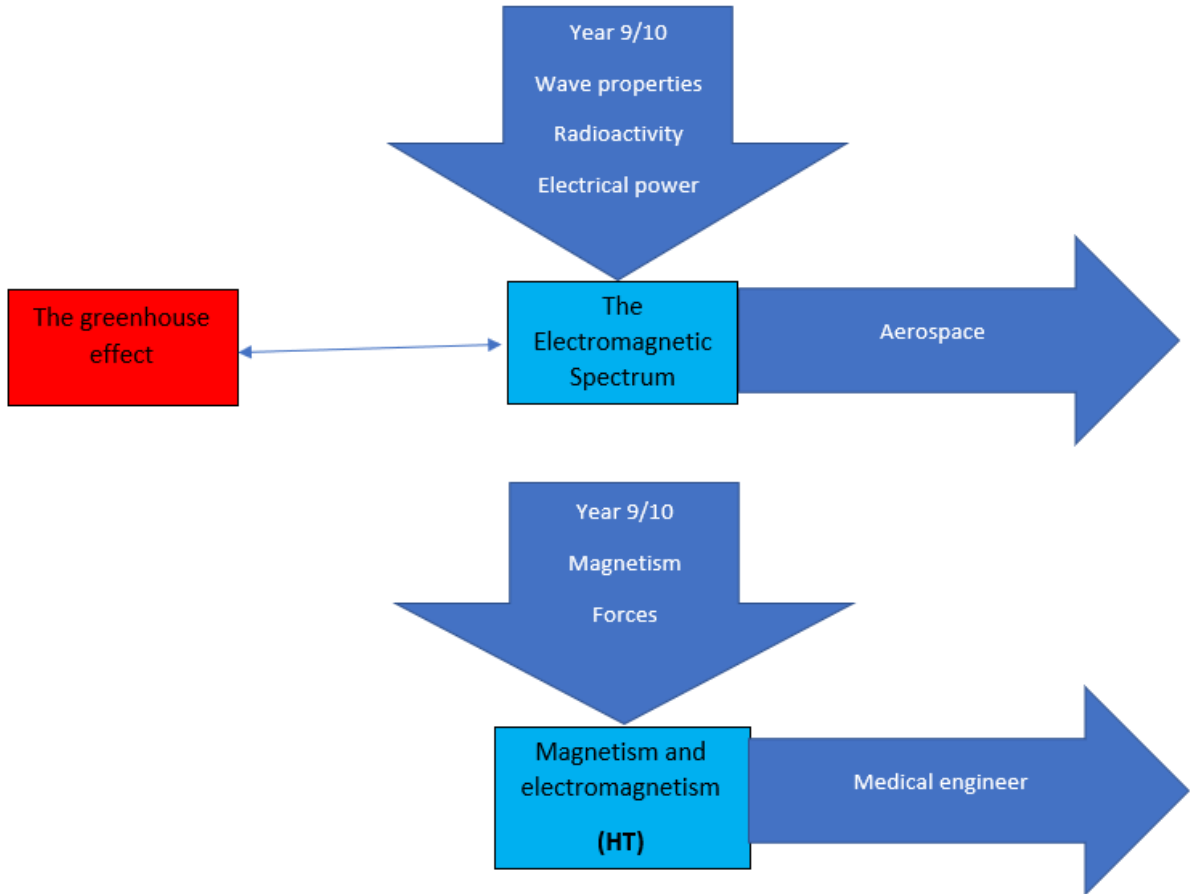 Year 9/10
Wave properties
Radioactivity
Electrical power
The greenhouse
effect
The
Electromagnetic
Spectrum
Aerospace
Year 9/10
Magnetism
Forces
Magnetism and
electromagnetism
(HT)
Medical engineer